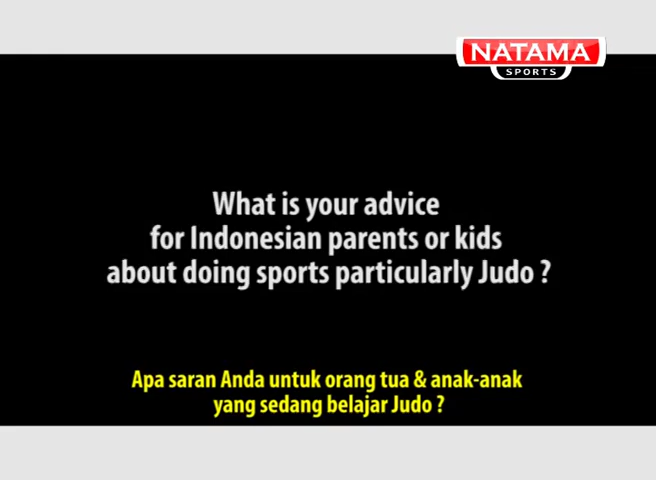 NATAMA
SPORTS
What is your advice
for Indonesian parents or kids
about doing sports particularly Judo ?
Apa saran Anda untuk orang tua & anak-anak
yang sedang belajar Judo ?